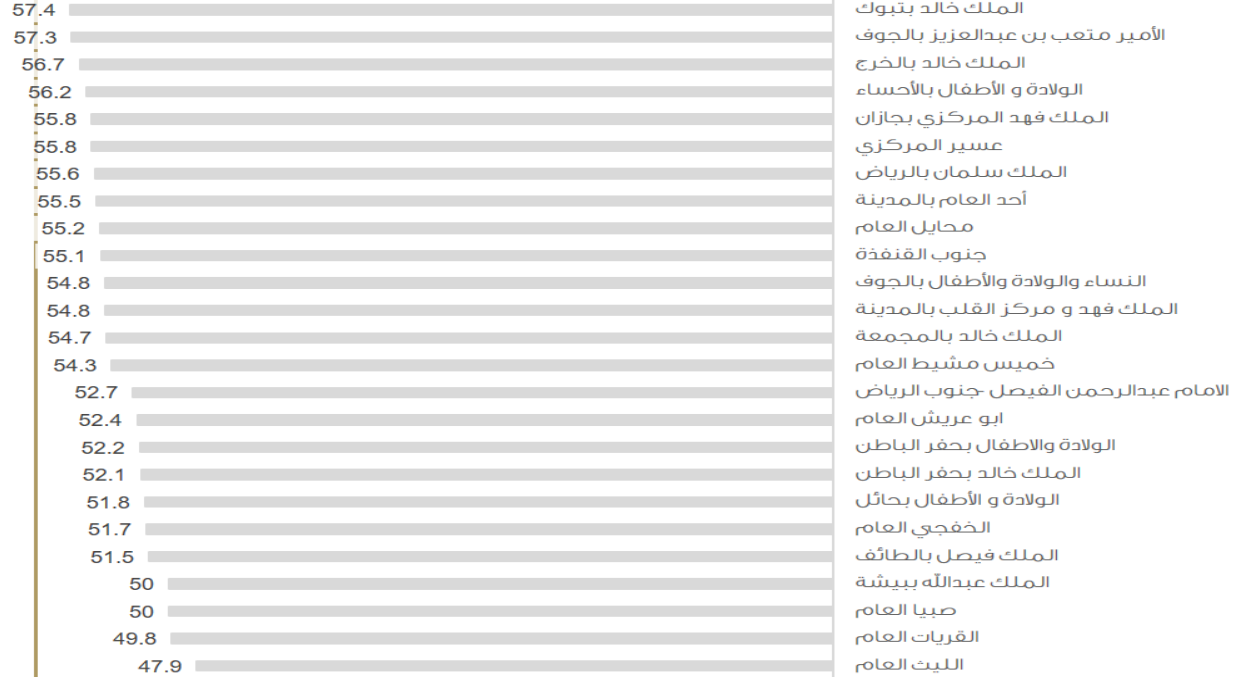 الملك خالد بتبوك 57.4
الأمير متعب بن عبدالعزيز بالجوف 57.3
الملك خالد بالخرج 56.7
الولادة و الأطفال بالأحساء 56.2
الملك فهد المركزي بجازان 55.8
عسير المركزي 55.8
الملك سلمان بالرياض 55.6
أحد العام بالمدينة 55.5
محايل العام 55.2
جنوب القنفذة 55.1
النساء والولادة والأطفال بالجوف 54.8
الملك فهد و مركز القلب بالمدينة 54.8
الملك خالد بالمجمعة 54.7
خميس مشيط العام 54.3
الامام عبدالرحمن الفيصل -جنوب الرياض 52.7
ابو عريش العام 52.4
الولادة والاطفال بحفر الباطن 52.2
الملك خالد بحفر الباطن 52.1
الولادة و الأطفال بحائل 51.8
الخفجي العام 51.7
الملك فيصل بالطائف 51.5
الملك عبدالله ببيشة 50
صبيا العام 50
القريات العام 49.8
الليث العام 47.9